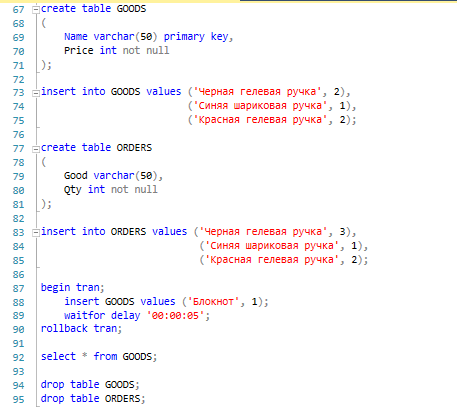 67 create table GOODS
68 (
69 Name varchar(50) primary key,
70 Price int not null
71 );
72
73 insert into GOODS values ('Черная гелевая ручка', 2),
74 ('Синяя шариковая ручка', 1),
75 ('Красная гелевая ручка', 2);
76
77 create table ORDERS
78 (
79 Good varchar(50),
80 Qty int not null
81 );
82
83 insert into ORDERS values ('Черная гелевая ручка', 3),
84 ('Синяя шариковая ручка', 1),
85 ('Красная гелевая ручка', 2);
86
87 begin tran;
88 insert GOODS values ('Блокнот', 1);
89 waitfor delay '00:00:05';
90 rollback tran;
91
92 select * from GOODS;
93
94 drop table GOODS;
95 drop table ORDERS;